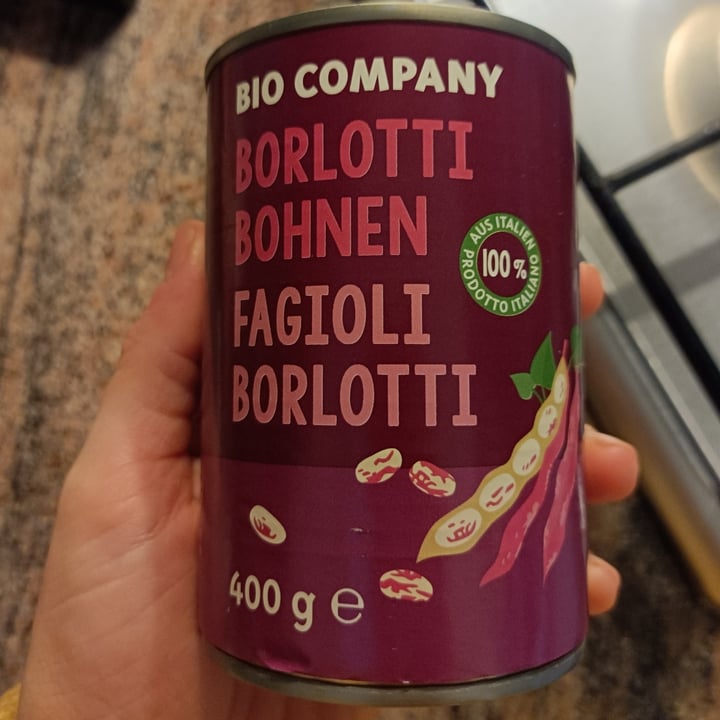 BIO COMPANY
BORLOTTI
BOHNEN
FAGIOLI
BORLOTTI
AUS ITALIEN
100 %
PRODOTTO ITALIANO
400 g e